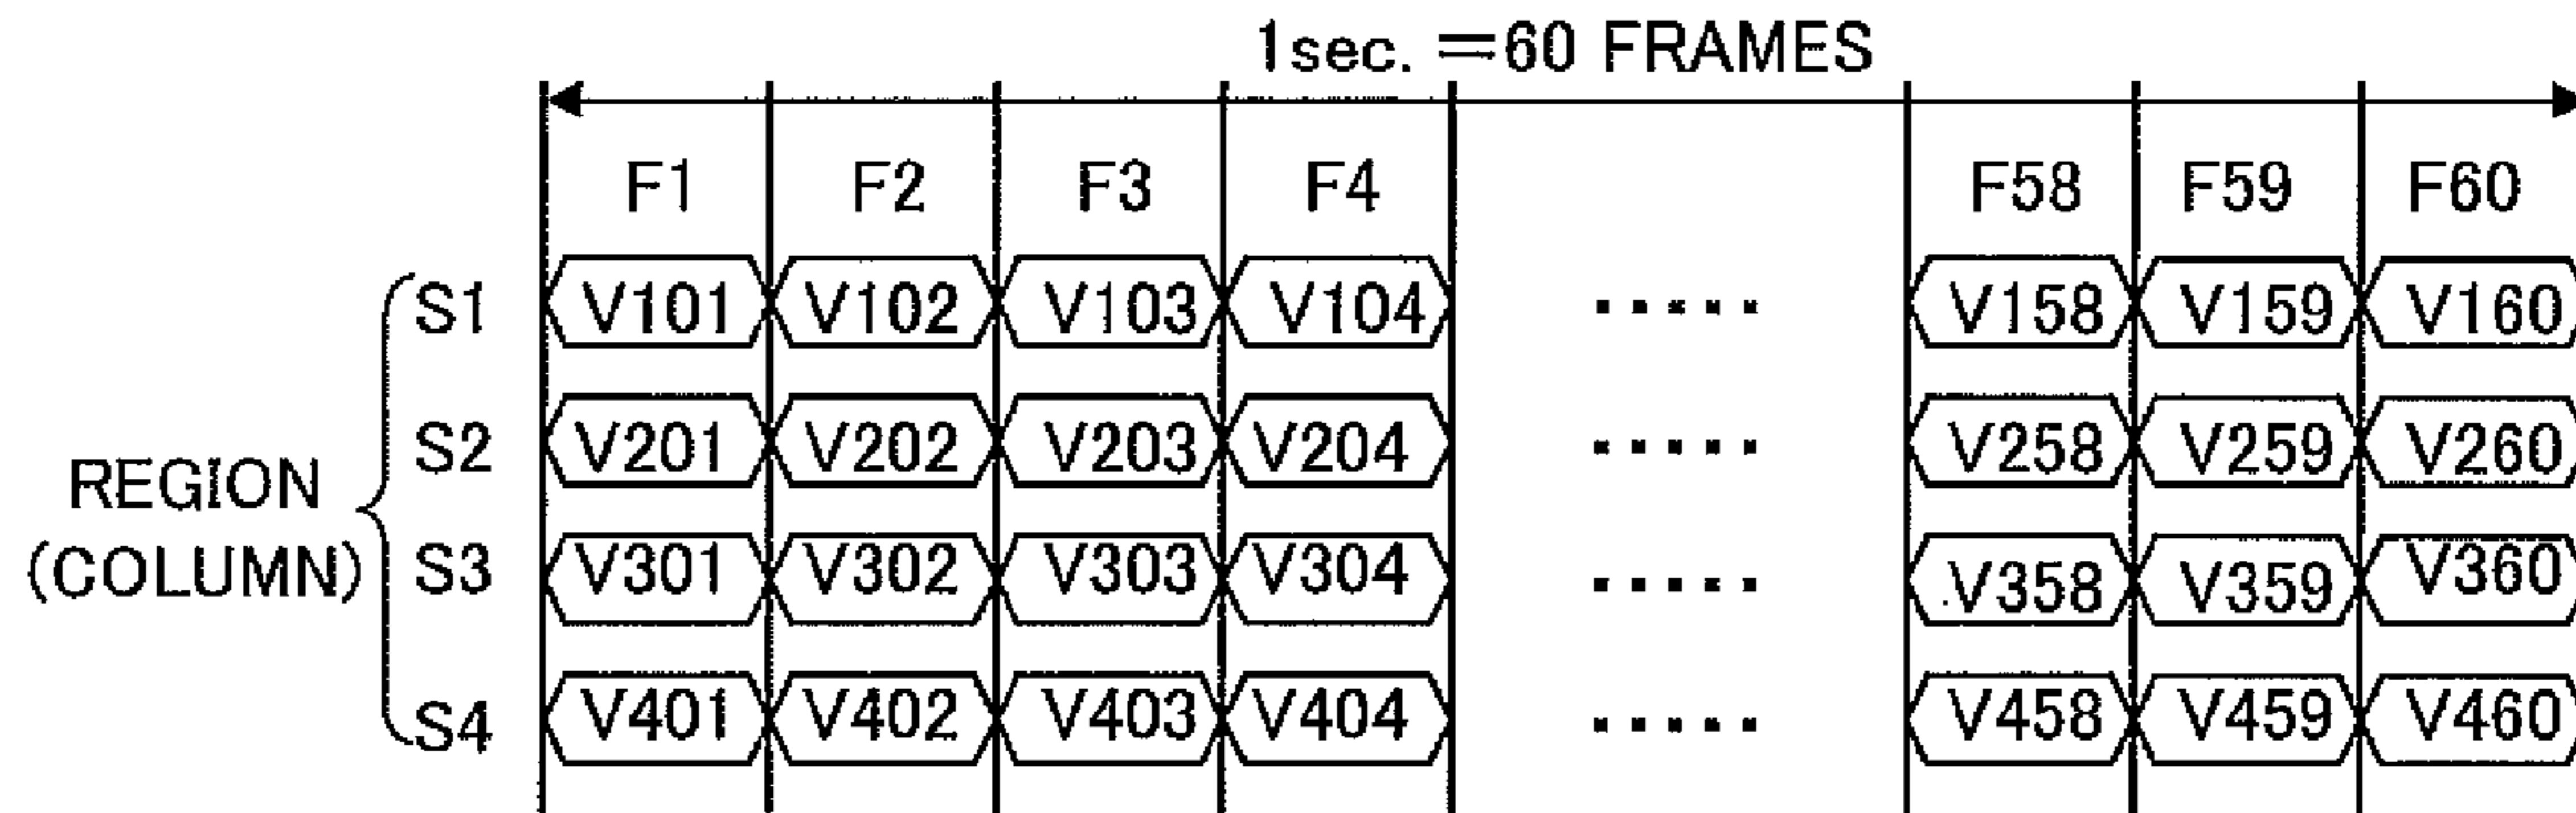 1sec. =60 FRAMES
F1 F2 F3 F4 F58 F59 F60
S1 V101 V102 V103 V104 ..... V158 V159 V160
S2 V201 V202 V203 V204 ..... V258 V259 V260
REGION
(COLUMN)
S3 V301 V302 V303 V304 ..... V358 V359 V360
S4 V401 V402 V403 V404 ..... V458 V459 V460